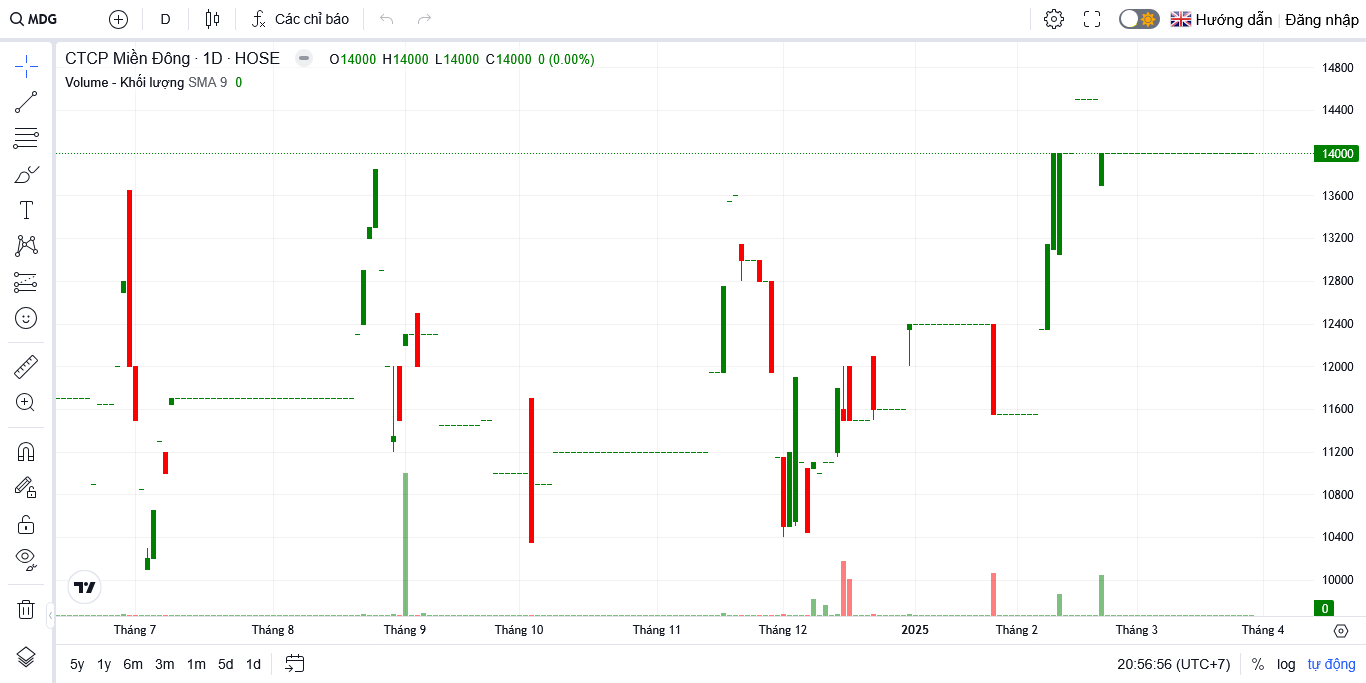 MDG D Các chỉ báo Hướng dẫn Đăng nhập
CTCP Miền Đông · 1D · HOSE O14000 H14000 L14000 C14000 0 (0.00%)
Volume - Khối lượng SMA 9 0
14800
14400
14000
13600
13200
12800
12400
12000
11600
11200
10800
10400
10000
0
Tháng 7 Tháng 8 Tháng 9 Tháng 10 Tháng 11 Tháng 12 2025 Tháng 2 Tháng 3 Tháng 4
5y 1y 6m 3m 1m 5d 1d 20:56:56 (UTC+7) % log tự động